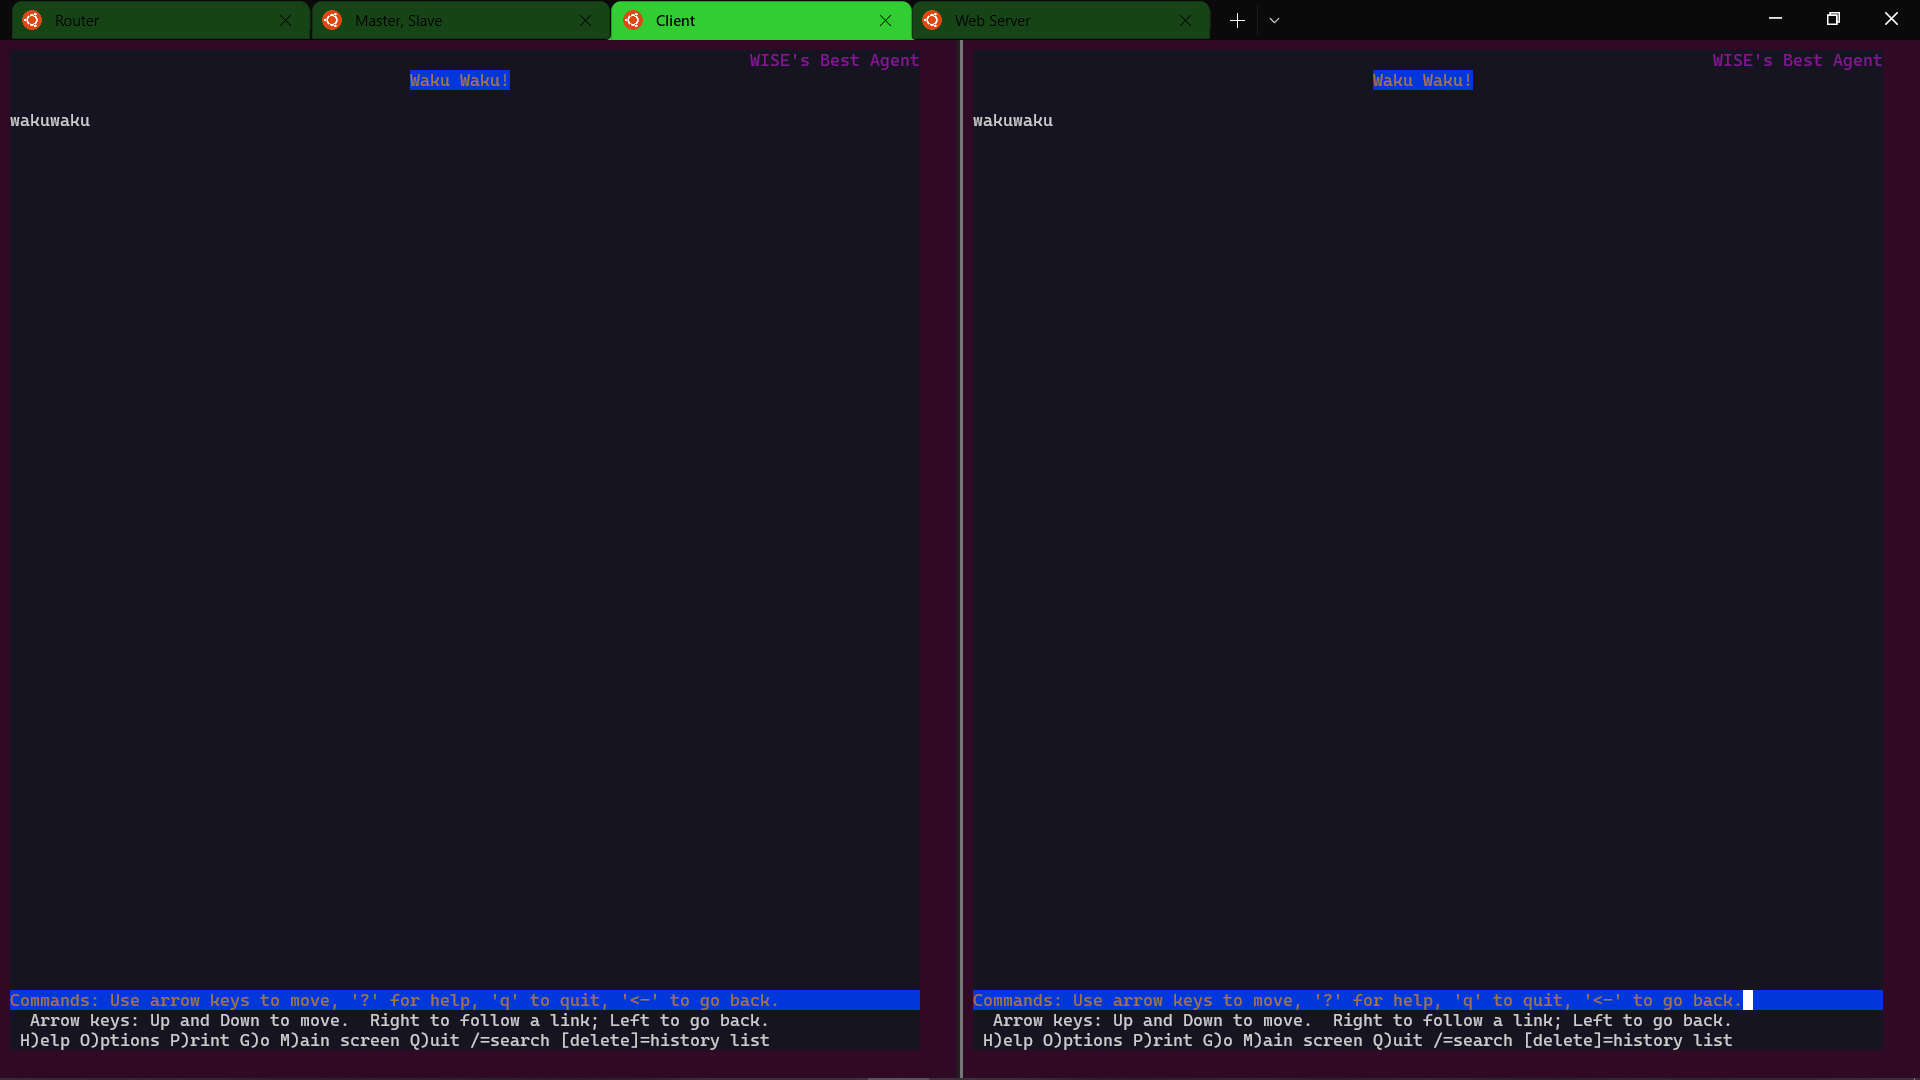 Router
Master, Slave
Client
Web Server
WISE's Best Agent
Waku Waku!
wakuwaku
Commands: Use arrow keys to move, '?' for help, 'q' to quit, '<-' to go back.
Arrow keys: Up and Down to move.  Right to follow a link; Left to go back.
H)elp O)ptions P)rint G)o M)ain screen Q)uit /=search [delete]=history list
WISE's Best Agent
Waku Waku!
wakuwaku
Commands: Use arrow keys to move, '?' for help, 'q' to quit, '<-' to go back.
Arrow keys: Up and Down to move.  Right to follow a link; Left to go back.
H)elp O)ptions P)rint G)o M)ain screen Q)uit /=search [delete]=history list